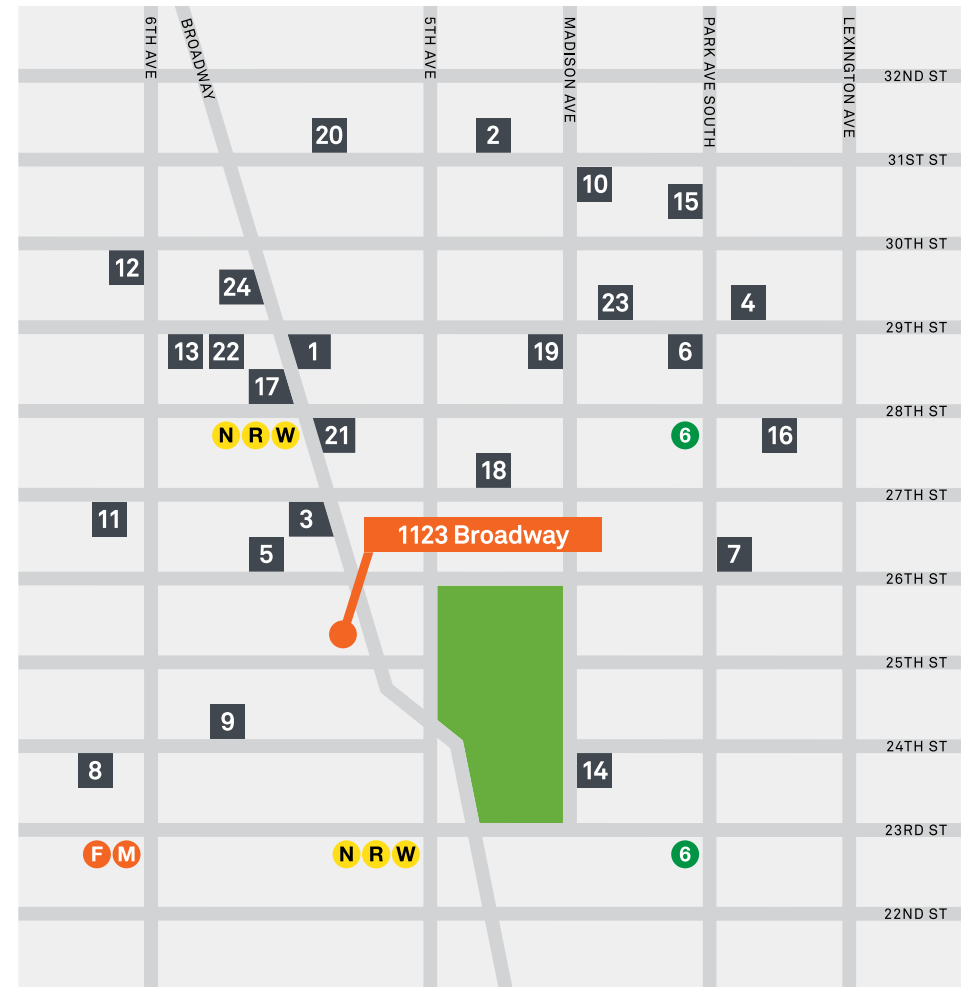 6TH AVE
BROADWAY
5TH AVE
MADISON AVE
PARK AVE SOUTH
LEXINGTON AVE
32ND ST
20
2
31ST ST
10
15
30TH ST
12
24
23
4
29TH ST
13
22
1
19
6
17
28TH ST
N R W
21
6
16
18
27TH ST
11
3
1123 Broadway
5
7
26TH ST
25TH ST
9
24TH ST
8
14
23RD ST
F M
N R W
6
22ND ST